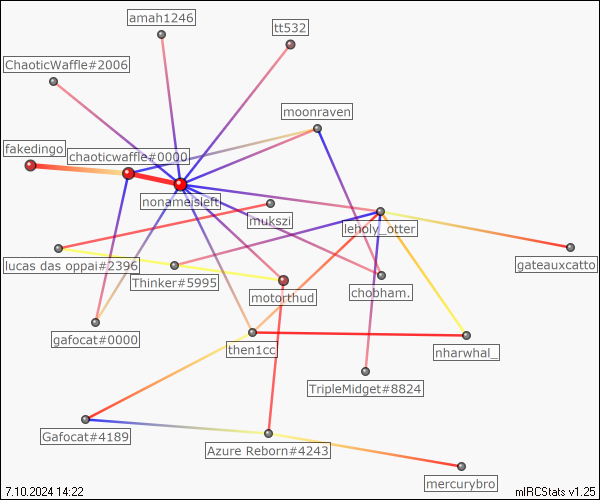 amah1246
tt532
ChaoticWaffle#2006
moonraven
fakedingo
chaoticwaffle#0000
nonameisleft
mukszi
leholy_otter
lucas das oppai#2396
gateauxcatto
Thinker#5995
motorthud
chobham.
gafocat#0000
then1cc
nharwhal_
TripleMidget#8824
Gafocat#4189
Azure Reborn#4243
mercurybro
7.10.2024 14:22
mIRCStats v1.25